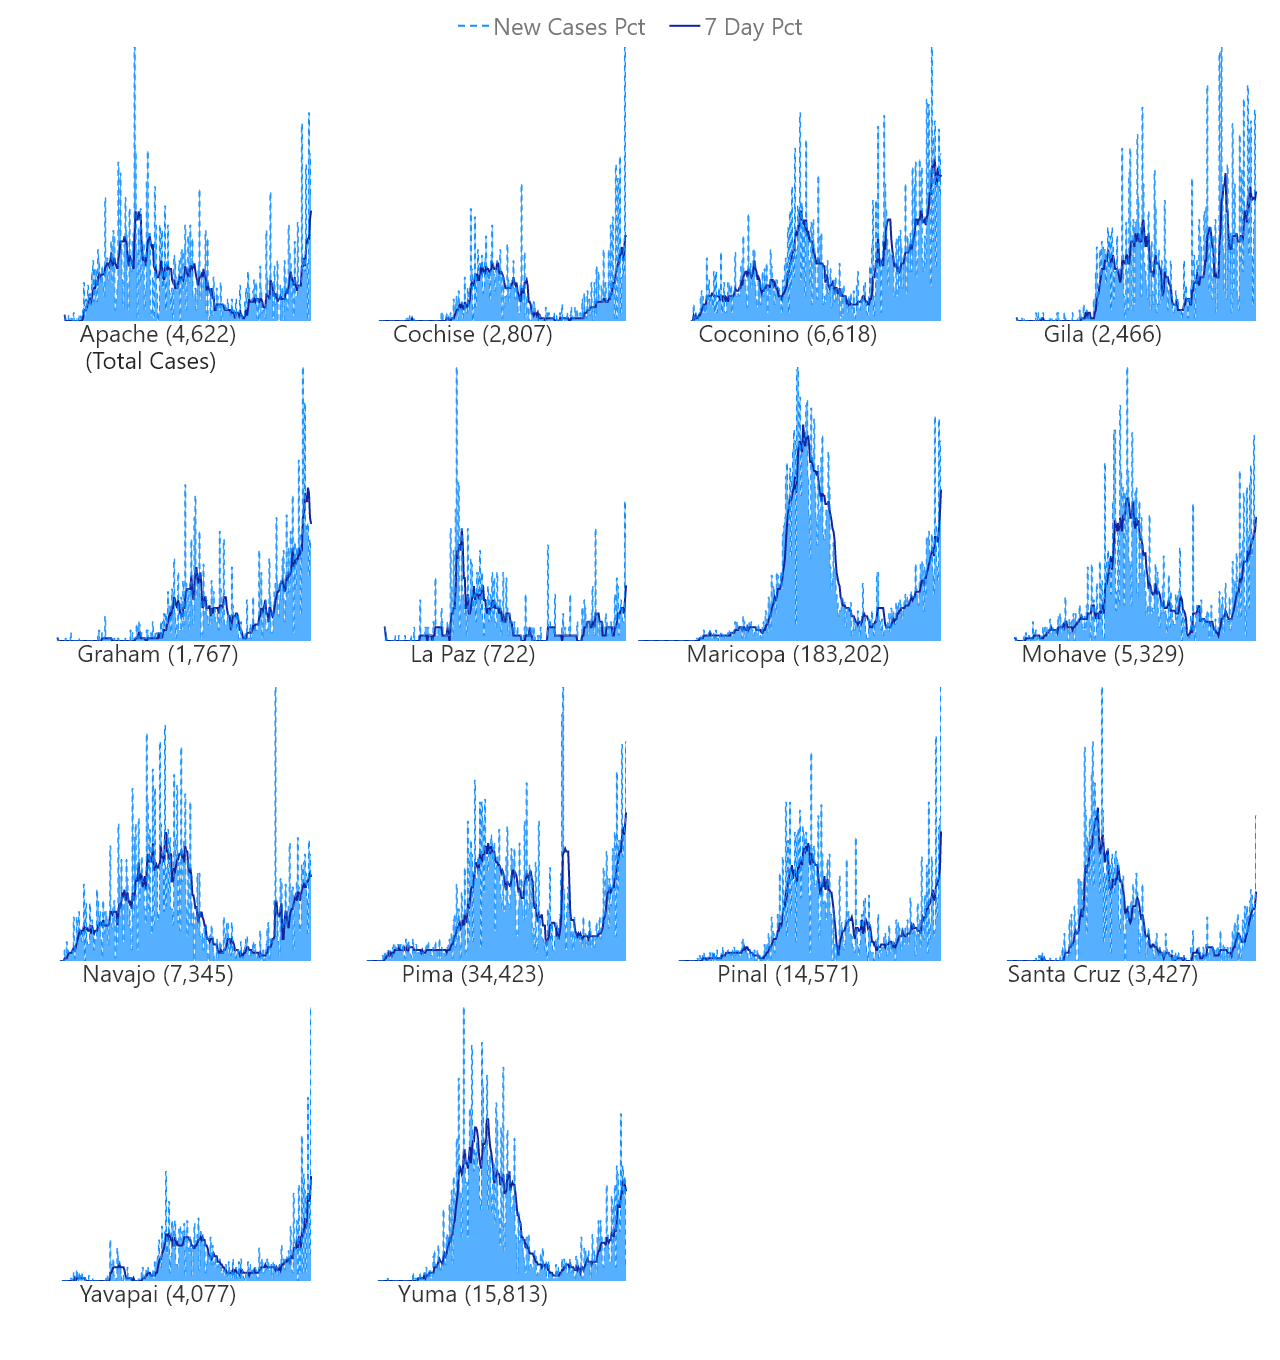 New Cases Pct 7 Day Pct
Apache (4,622) Cochise (2,807) Coconino (6,618) Gila (2,466)
(Total Cases)
Graham (1,767) La Paz (722) Maricopa (183,202) Mohave (5,329)
Navajo (7,345) Pima (34,423) Pinal (14,571) Santa Cruz (3,427)
Yavapai (4,077) Yuma (15,813)